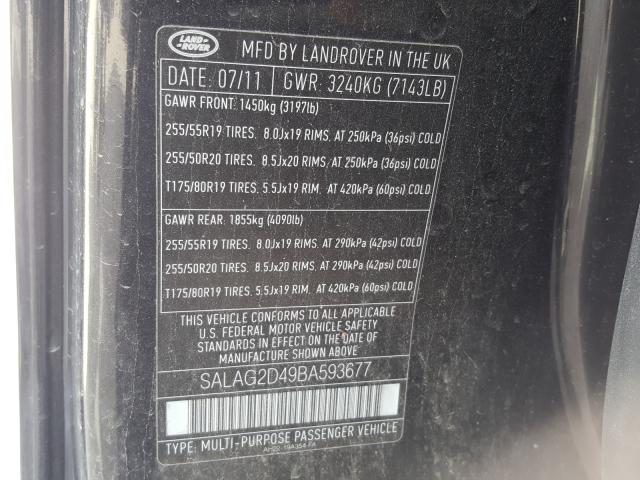 LAND
ROVER
MFD BY LANDROVER IN THE UK
DATE: 07/11 GWR: 3240KG (7143LB)
GAWR FRONT: 1450kg (3197lb)
255/55R19 TIRES. 8.0Jx19 RIMS. AT 250kPa (36psi) COLD
255/50R20 TIRES. 8.5Jx20 RIMS. AT 250kPa (36psi) COLD
T175/80R19 TIRES. 5.5Jx19 RIM. AT 420kPa (60psi) COLD
GAWR REAR: 1855kg (4090lb)
255/55R19 TIRES. 8.0Jx19 RIMS. AT 290kPa (42psi) COLD
255/50R20 TIRES. 8.5Jx20 RIMS. AT 290kPa (42psi) COLD
T175/80R19 TIRES. 5.5Jx19 RIM. AT 420kPa (60psi) COLD
THIS VEHICLE CONFORMS TO ALL APPLICABLE
U.S. FEDERAL MOTOR VEHICLE SAFETY
STANDARDS IN EFFECT ON THE DATE OF
MANUFACTURE SHOWN ABOVE.
SALAG2D49BA593677
TYPE: MULTI-PURPOSE PASSENGER VEHICLE
AH22-19A354-FA